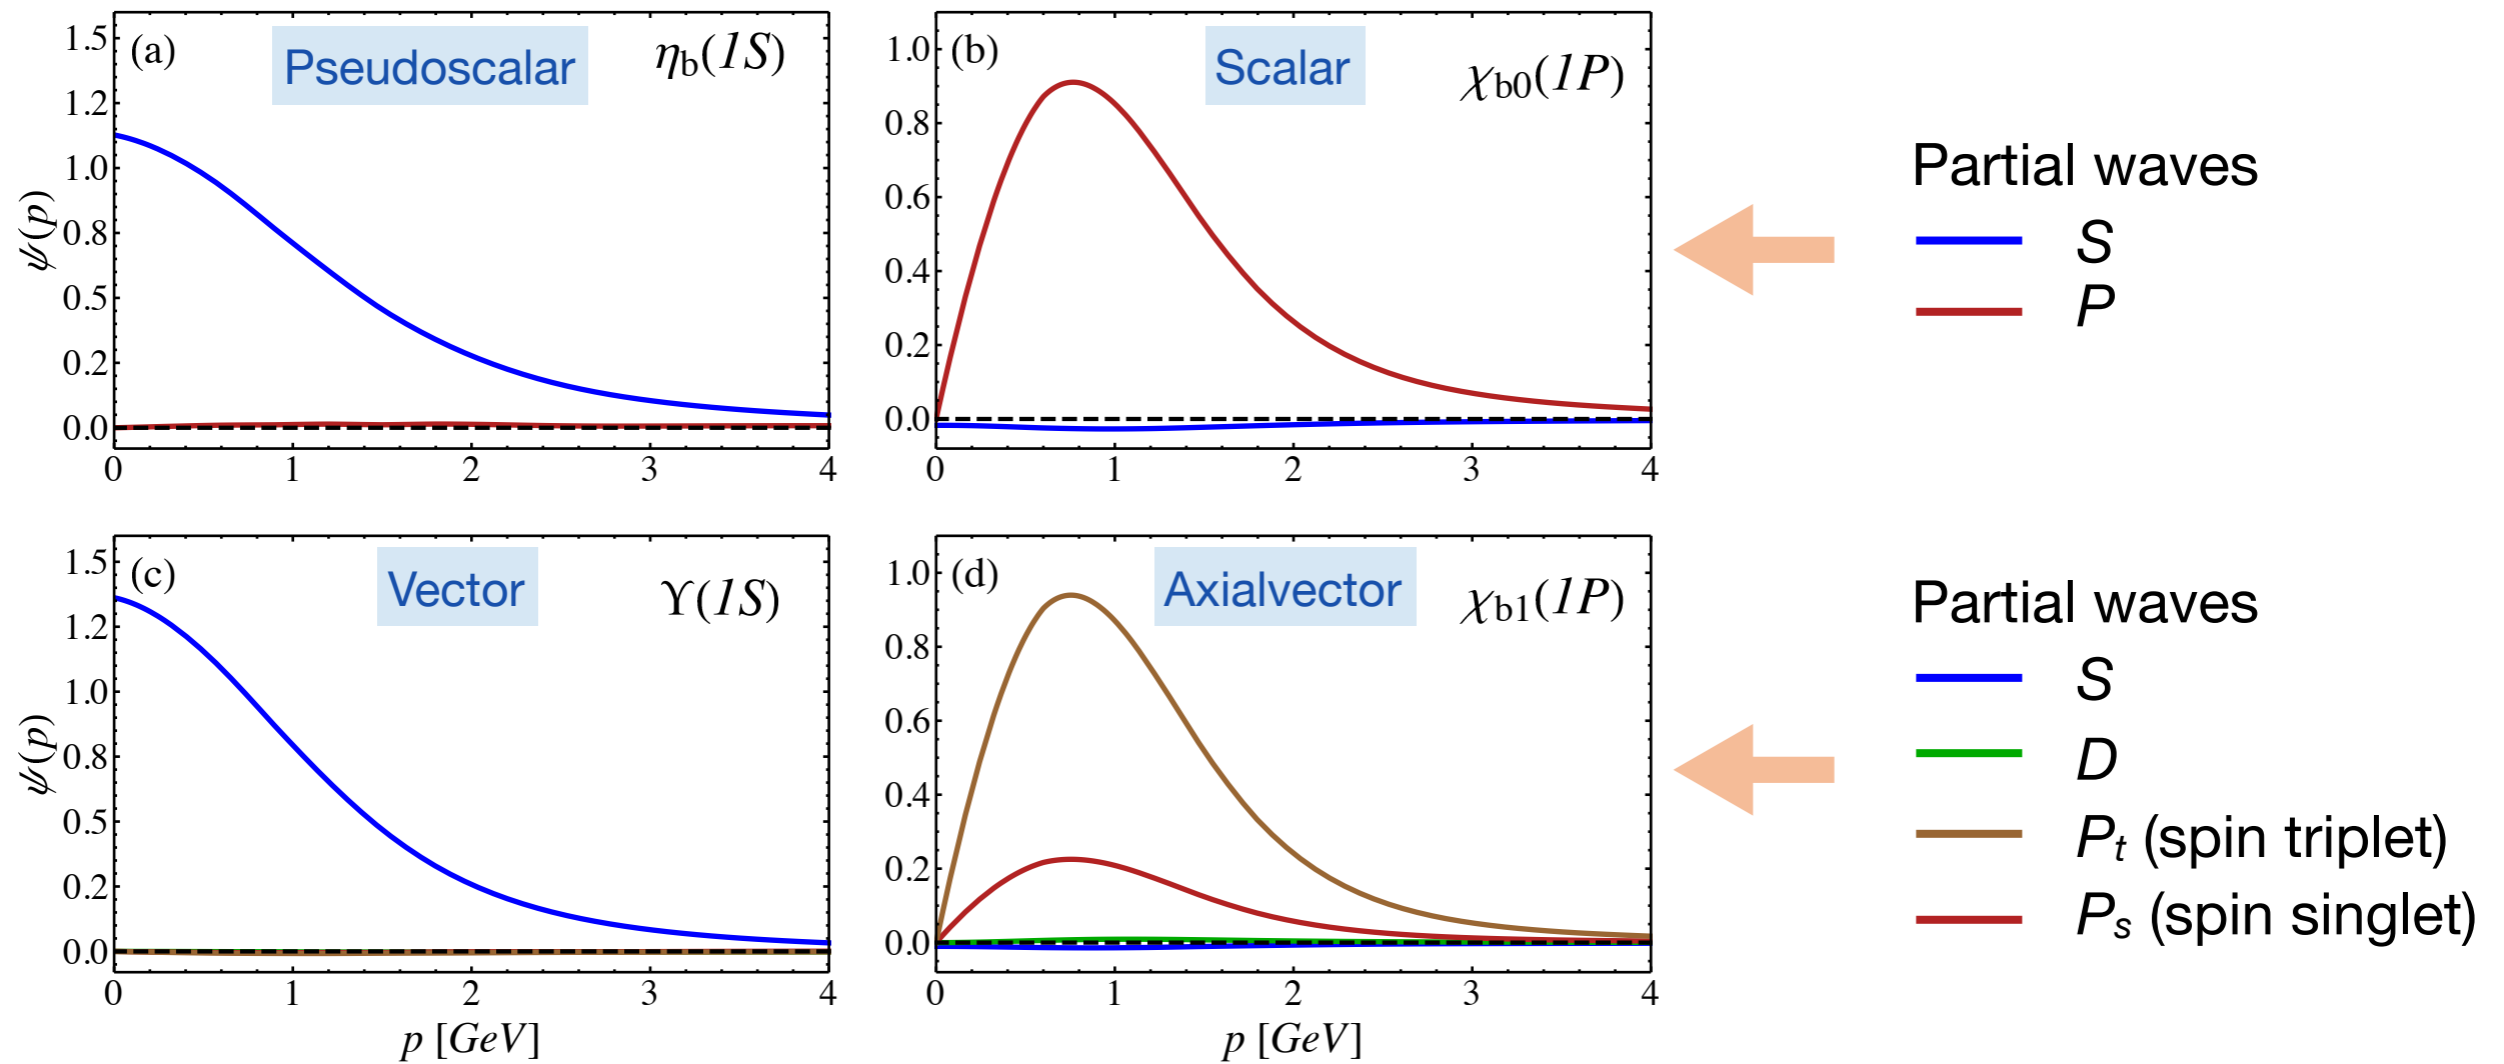 (a) Pseudoscalar ηb(1S)
ψ(p)
1.5
1.2
1.0
0.8
0.5
0.2
0.0
0 1 2 3 4
(b) Scalar χb0(1P)
1.0
0.8
0.6
0.4
0.2
0.0
0 1 2 3 4
Partial waves
S
P
(c) Vector ϒ(1S)
ψ(p)
1.5
1.2
1.0
0.8
0.5
0.2
0.0
0 1 2 3 4
p [GeV]
(d) Axialvector χb1(1P)
1.0
0.8
0.6
0.4
0.2
0.0
0 1 2 3 4
p [GeV]
Partial waves
S
D
Pt (spin triplet)
Ps (spin singlet)